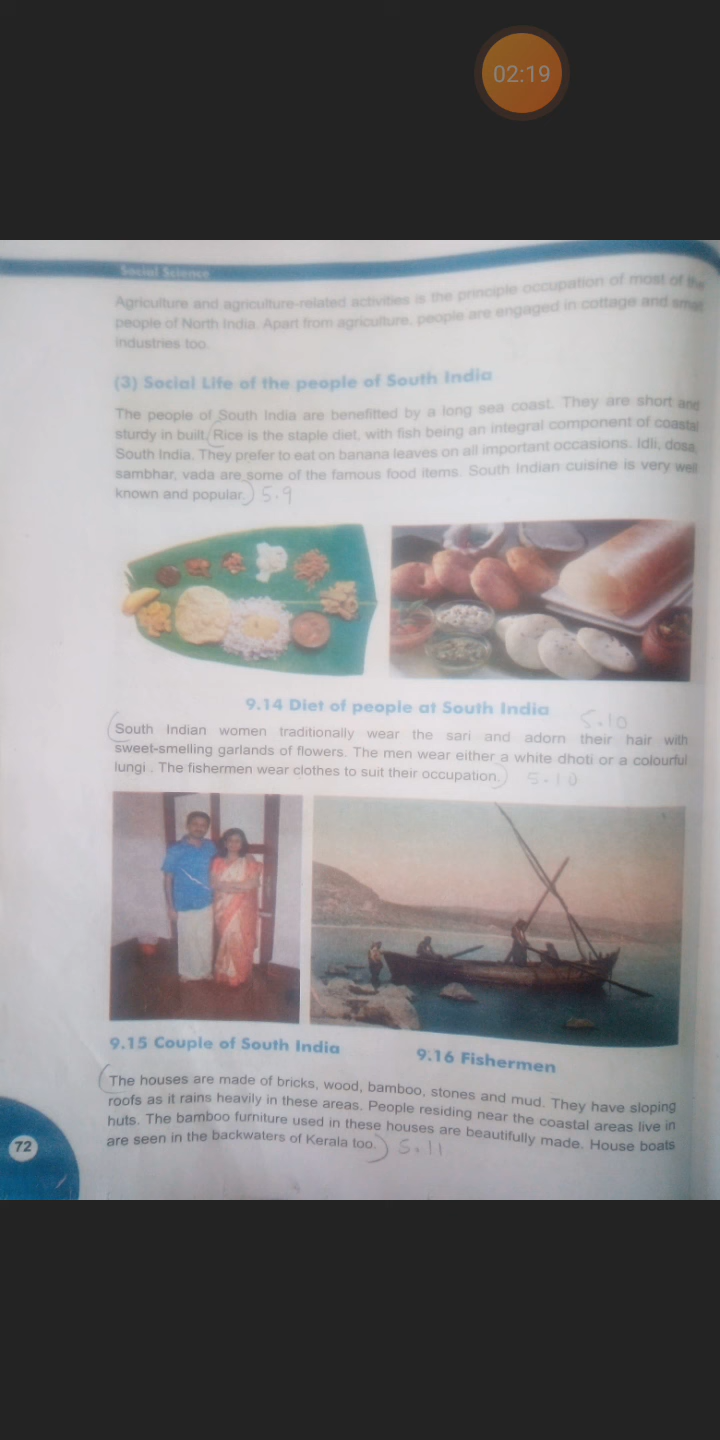 02:19
Social Science
Agriculture and agriculture-related activities is the principle occupation of most of the
people of North India. Apart from agriculture, people are engaged in cottage and small
industries too.
(3) Social Life of the people of South India
The people of South India are benefitted by a long sea coast. They are short and
sturdy in built. (Rice is the staple diet, with fish being an integral component of coastal
South India. They prefer to eat on banana leaves on all important occasions. Idli, dosa,
sambhar, vada are some of the famous food items. South Indian cuisine is very well
known and popular.) 5.9
9.14 Diet of people at South India
5.10
(South Indian women traditionally wear the sari and adorn their hair with
sweet-smelling garlands of flowers. The men wear either a white dhoti or a colourful
lungi . The fishermen wear clothes to suit their occupation.) 5.10
9.15 Couple of South India
9.16 Fishermen
(The houses are made of bricks, wood, bamboo, stones and mud. They have sloping
roofs as it rains heavily in these areas. People residing near the coastal areas live in
huts. The bamboo furniture used in these houses are beautifully made. House boats
are seen in the backwaters of Kerala too.) 5.11
72